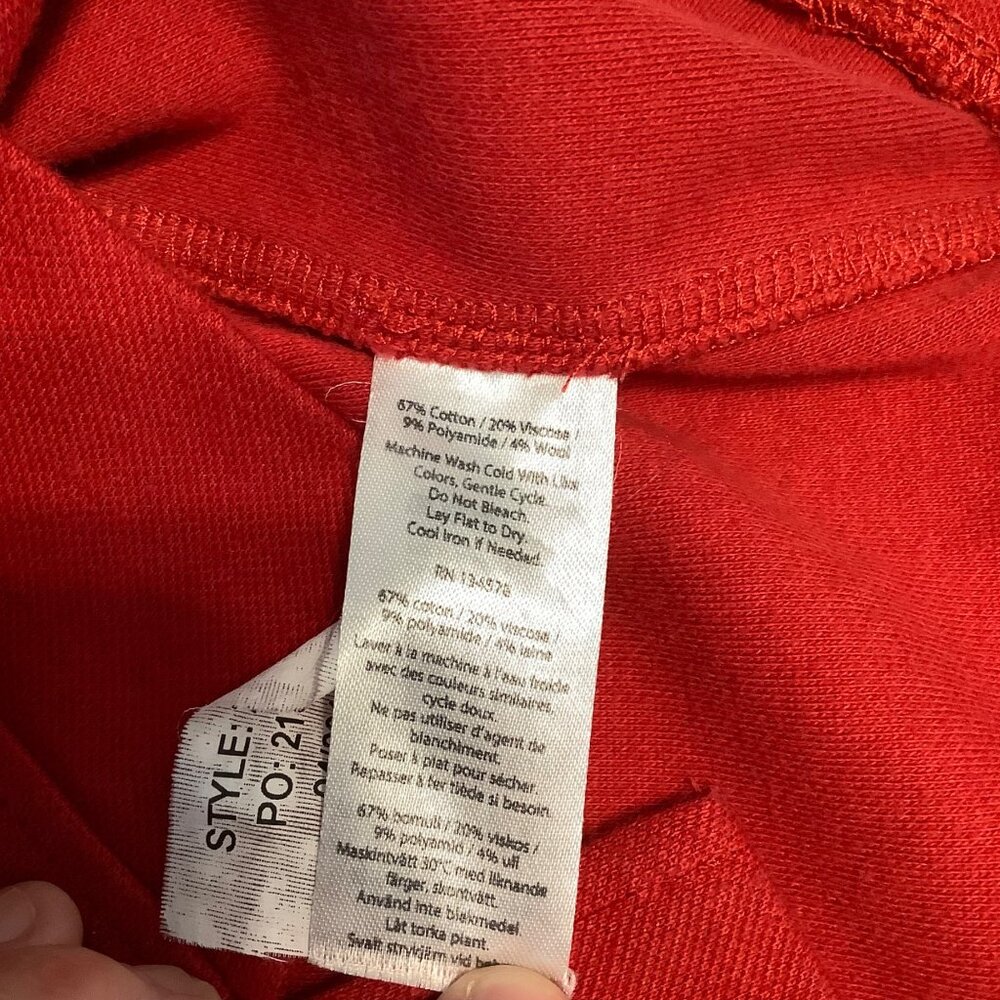 67% Cotton / 20% Viscose /
9% Polyamide / 4% Wool
Machine Wash Cold With Like
Colors, Gentle Cycle.
Do Not Bleach.
Lay Flat to Dry.
Cool Iron if Needed.
RN 134578
67% coton / 20% viscose /
9% polyamide / 4% laine
Laver à la machine à l'eau froide
avec des couleurs similaires,
cycle doux.
Ne pas utiliser d'agent de
blanchiment.
Poser à plat pour sécher.
Repasser à fer tiède si besoin.
67% bomull / 20% viskos /
9% polyamid / 4% ull
Maskintvätt 30°C med liknande
färger, skontvätt.
Använd inte blekmedel
Låt torka plant.
Svalt strykjärn vid
STYLE:
PO: 21